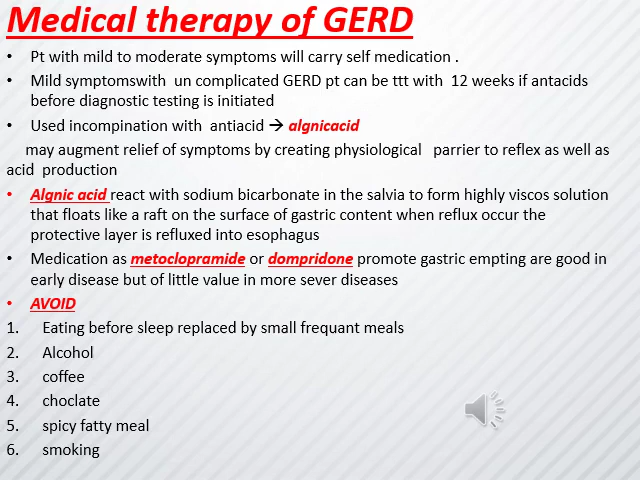 Medical therapy of GERD
• Pt with mild to moderate symptoms will carry self medication .
• Mild symptomswith un complicated GERD pt can be ttt with 12 weeks if antacids
before diagnostic testing is initiated
• Used incompination with antiacid → algnicacid
may augment relief of symptoms by creating physiological parrier to reflex as well as
acid production
• Algnic acid react with sodium bicarbonate in the salvia to form highly viscos solution
that floats like a raft on the surface of gastric content when reflux occur the
protective layer is refluxed into esophagus
• Medication as metoclopramide or dompridone promote gastric empting are good in
early disease but of little value in more sever diseases
• AVOID
1. Eating before sleep replaced by small frequant meals
2. Alcohol
3. coffee
4. choclate
5. spicy fatty meal
6. smoking